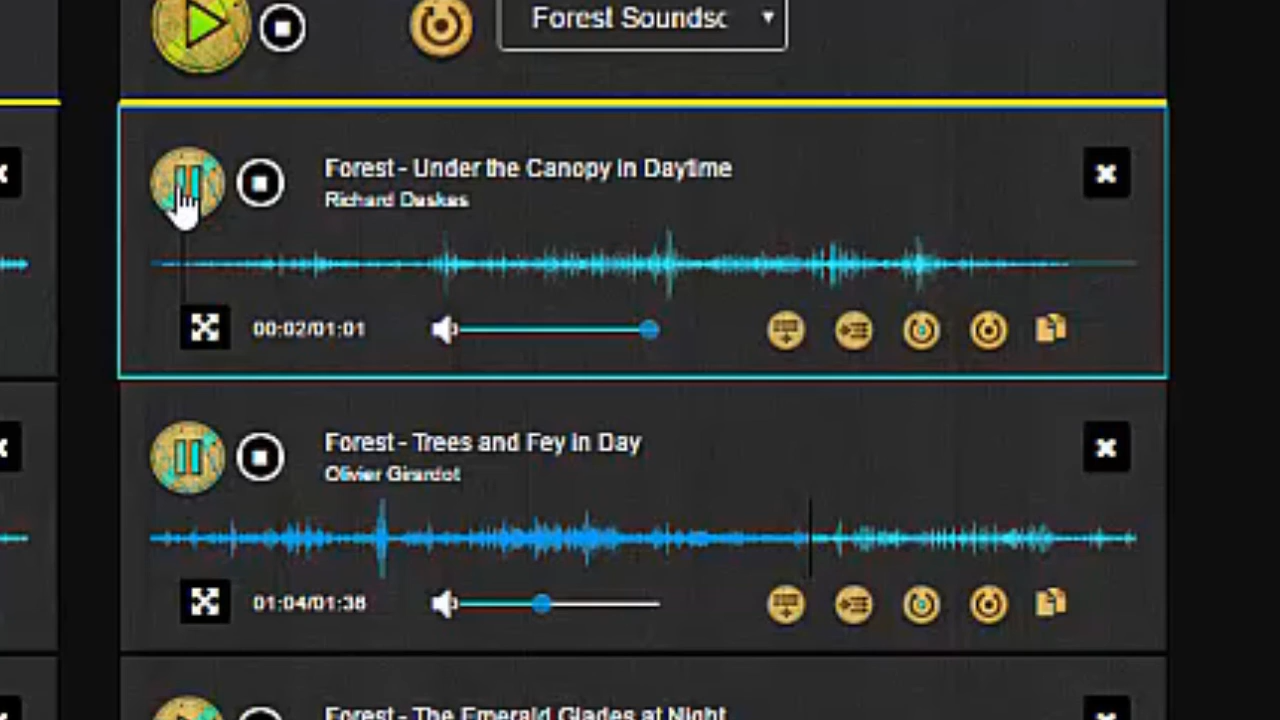 Forest Soundsc
Forest - Under the Canopy in Daytime
Richard Daskas
00:02/01:01
Forest - Trees and Fey in Day
Olivier Girardot
01:04/01:38
Forest - The Emerald Glades at Night